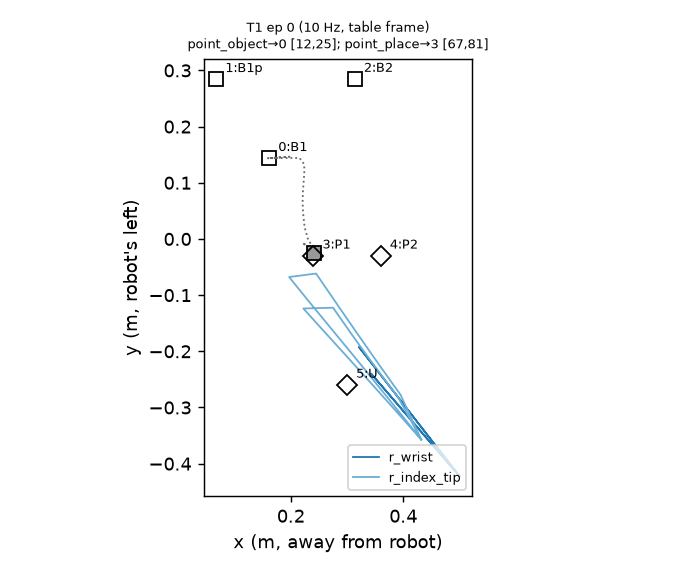 T1 ep 0 (10 Hz, table frame)
point_object→0 [12,25]; point_place→3 [67,81]
0.3
0.2
0.1
0.0
−0.1
−0.2
−0.3
−0.4
y (m, robot's left)
1:B1p
2:B2
0:B1
3:P1
4:P2
5:U
r_wrist
r_index_tip
0.2
0.4
x (m, away from robot)